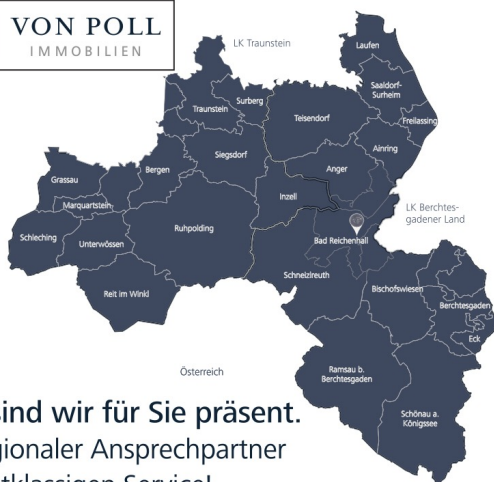 VON POLL
IMMOBILIEN
LK Traunstein
Laufen
Saaldorf-
Surheim
Surberg
Traunstein
Teisendorf
Freilassing
Ainring
Siegsdorf
Bergen
Anger
Grassau
Inzell
Marquartstein
LK Berchtes-
gadener Land
Ruhpolding
Schleching
Unterwössen
Bad Reichenhall
Schneizlreuth
Bischofswiesen
Reit im Winkl
Berchtesgaden
Eck
Österreich
Ramsau b.
Berchtesgaden
Schönau a.
Königssee
sind wir für Sie präsent.
gionaler Ansprechpartner
stklassigen Service!